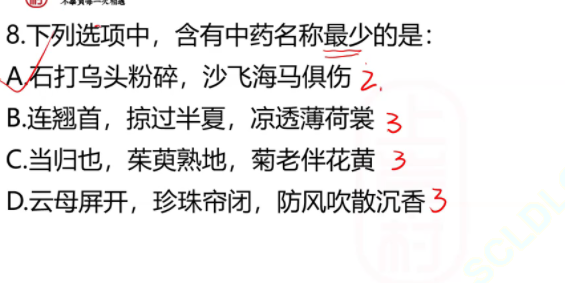 8.下列选项中，含有中药名称最少的是：
A.石打乌头粉碎，沙飞海马俱伤 2.
B.连翘首，掠过半夏，凉透薄荷裳 3
C.当归也，茱萸熟地，菊老伴花黄 3
D.云母屏开，珍珠帘闭，防风吹散沉香 3
SCLDL